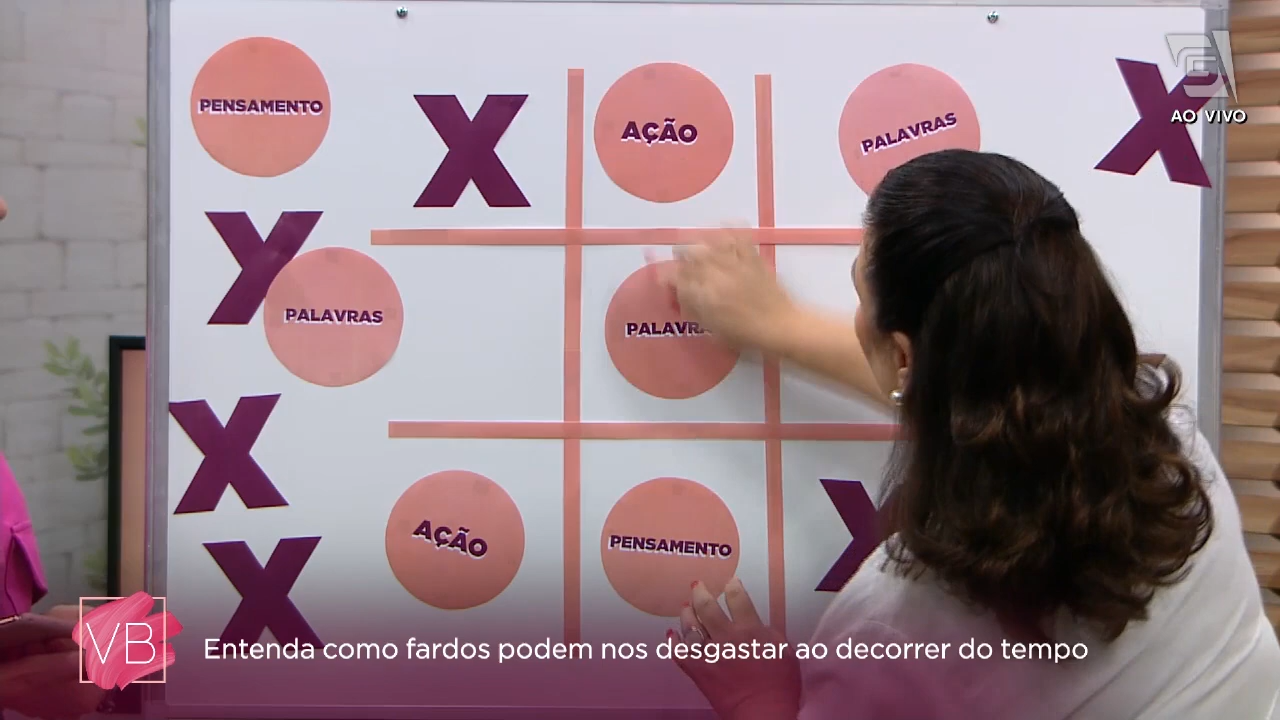 PENSAMENTO
X
AÇÃO
PALAVRAS
X
AO VIVO
X
PALAVRAS
PALAVRA
X
AÇÃO
PENSAMENTO
X
X
VB
Entenda como fardos podem nos desgastar ao decorrer do tempo